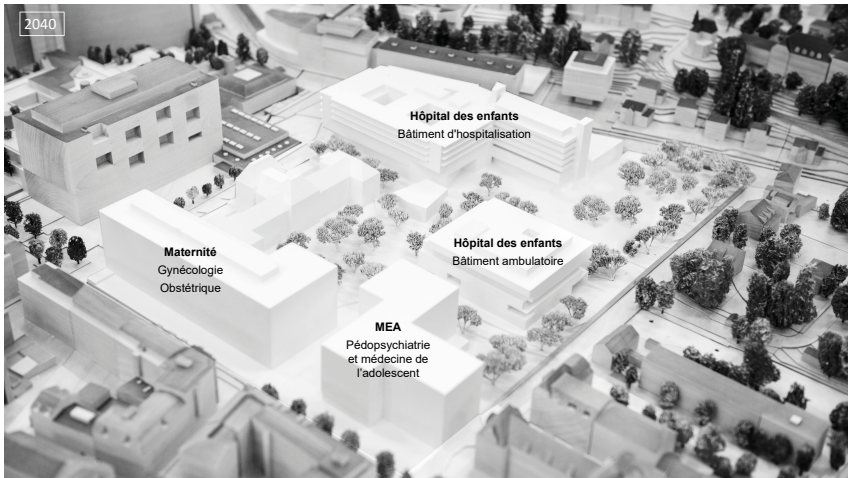 2040
Hôpital des enfants
Bâtiment d'hospitalisation
Hôpital des enfants
Bâtiment ambulatoire
Maternité
Gynécologie
Obstétrique
MEA
Pédopsychiatrie
et médecine de
l'adolescent